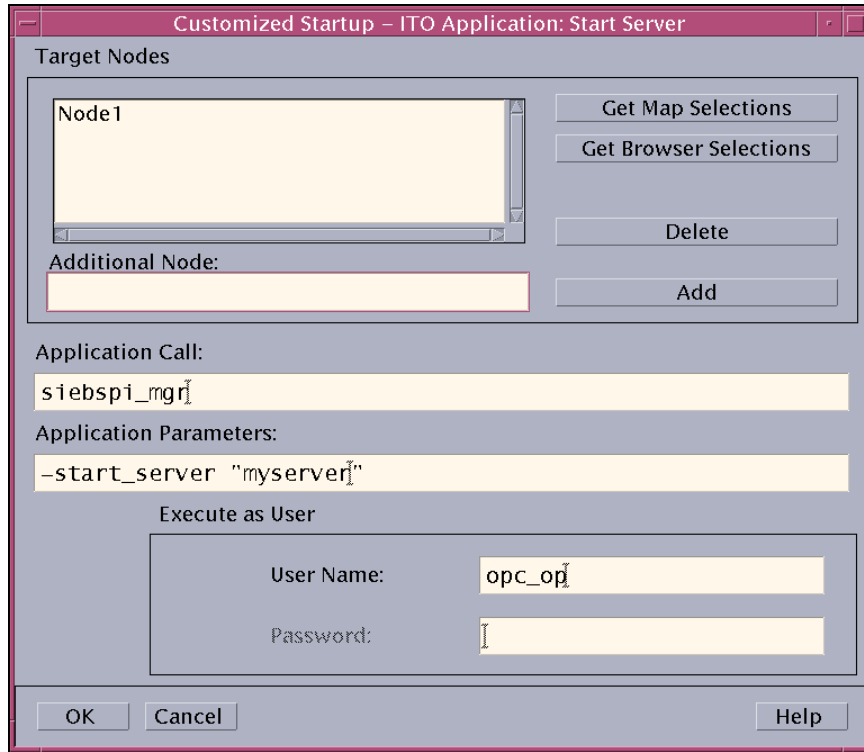 Customized Startup – ITO Application: Start Server
Target Nodes
Node1
Get Map Selections
Get Browser Selections
Delete
Additional Node:
Add
Application Call:
siebspi_mgr
Application Parameters:
–start_server "myserver"
Execute as User
User Name:
opc_op
Password:
OK
Cancel
Help